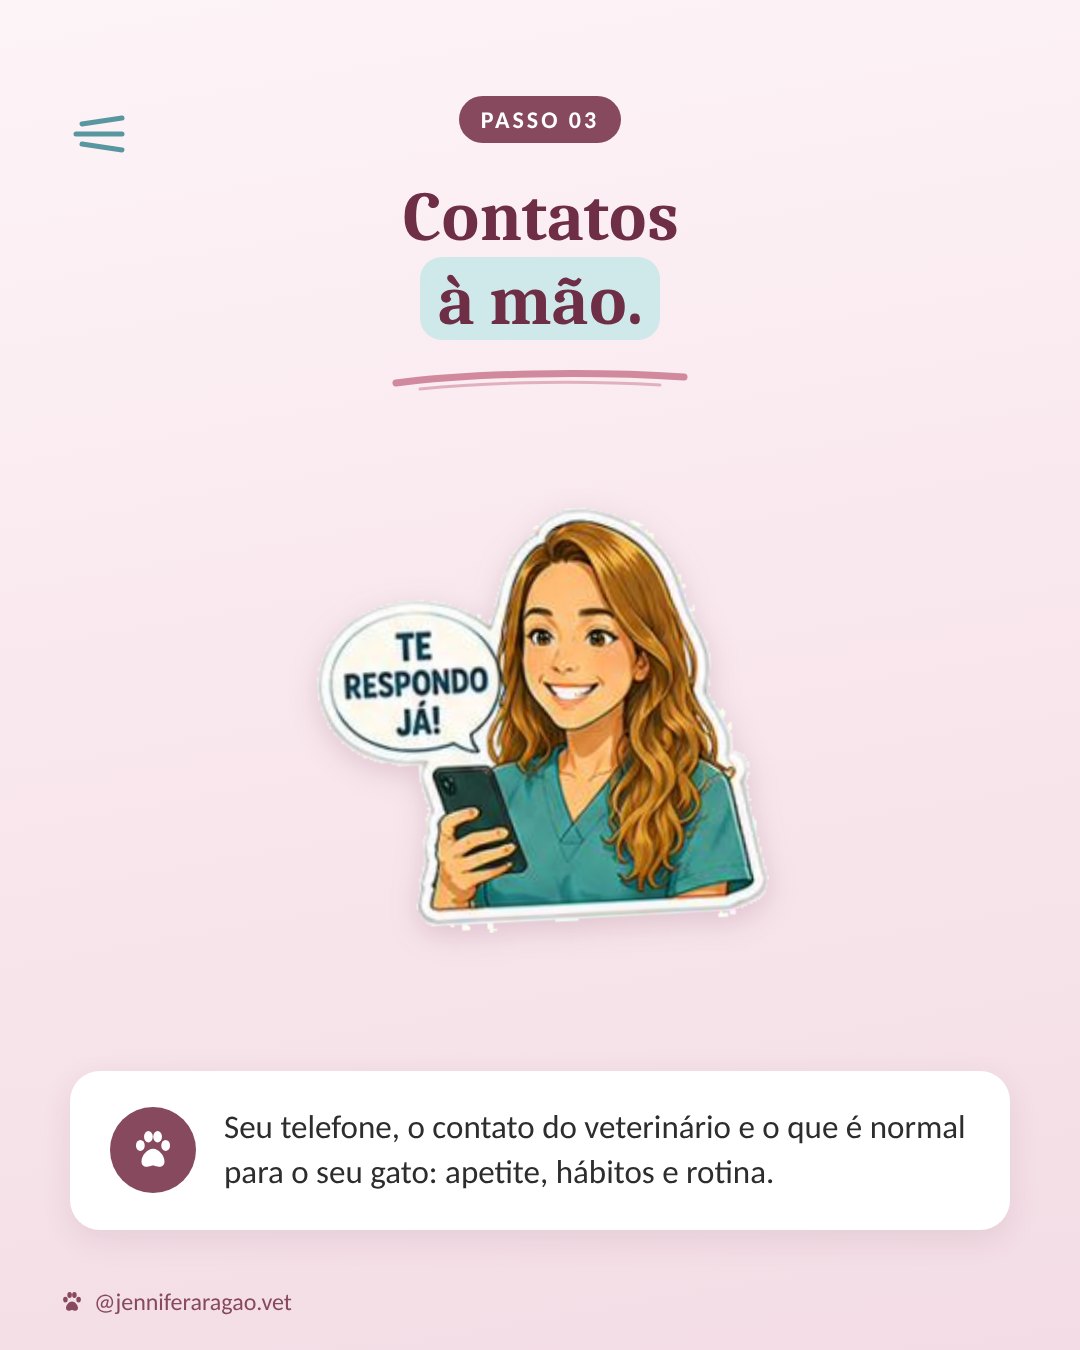 PASSO 03
Contatos
à mão.
TE
RESPONDO
JÁ!
Seu telefone, o contato do veterinário e o que é normal
para o seu gato: apetite, hábitos e rotina.
@jenniferaragao.vet